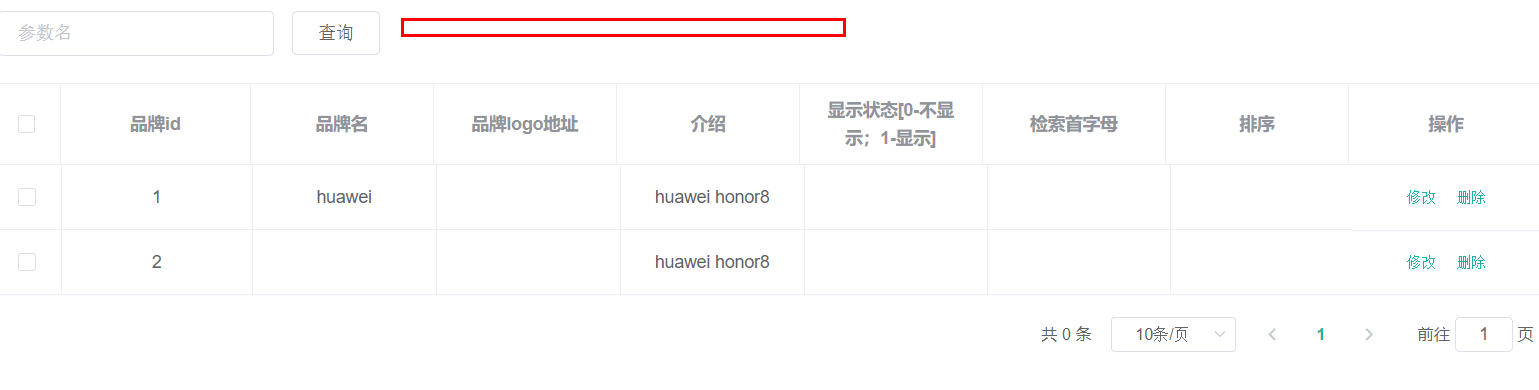 参数名 查询
品牌id 品牌名 品牌logo地址 介绍 显示状态[0-不显 检索首字母 排序 操作
示；1-显示]
1 huawei huawei honor8 修改 删除
2 huawei honor8 修改 删除
共 0 条 10条/页 1 前往 1 页